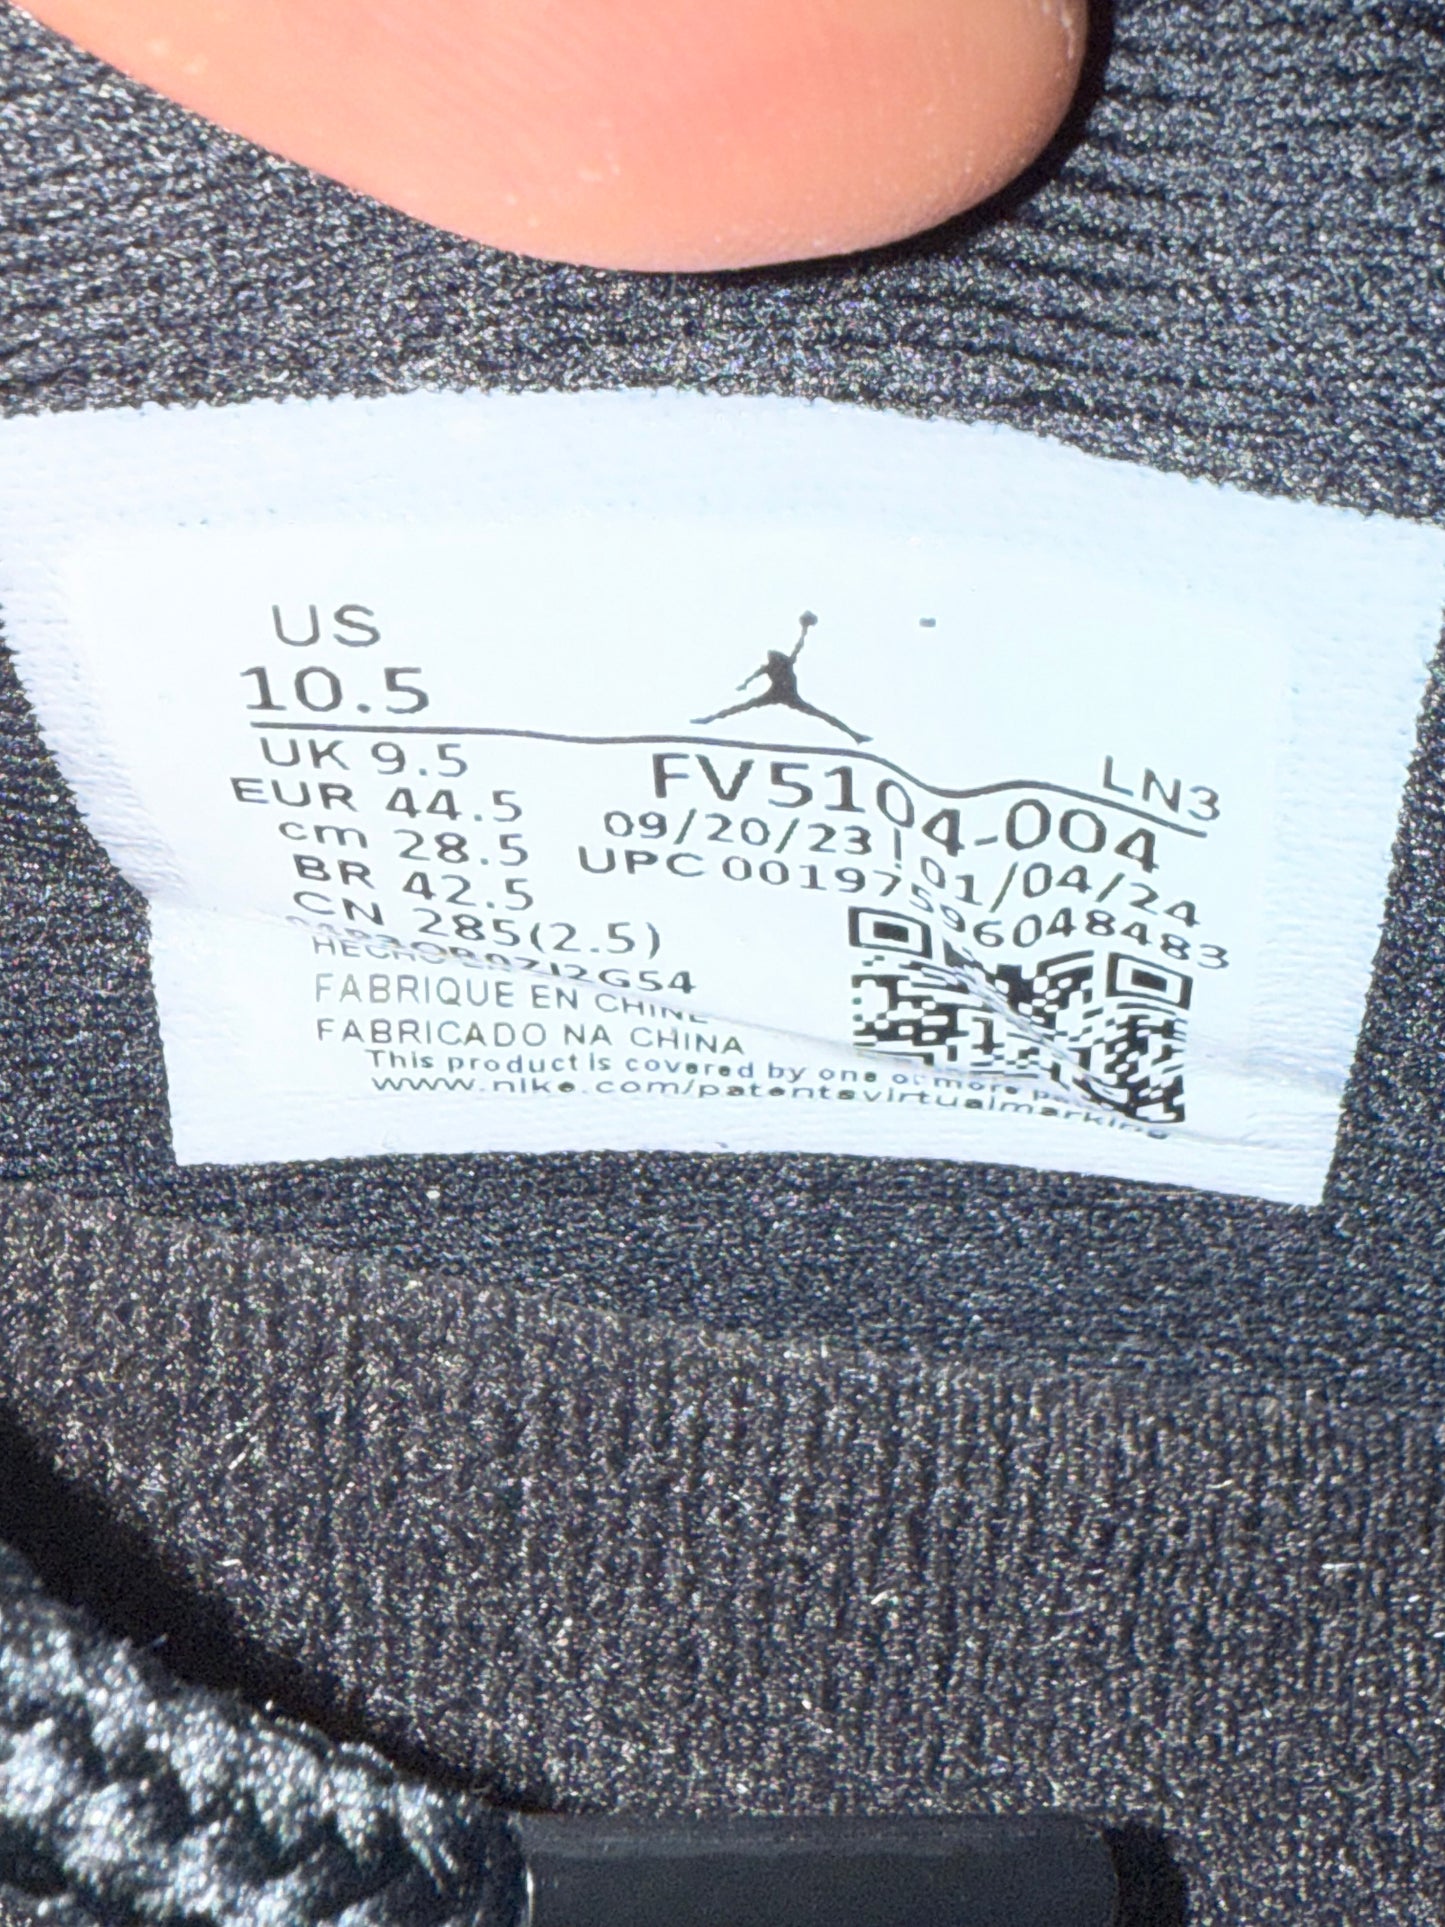 US
10.5
UK 9.5
EUR 44.5
cm 28.5
BR 42.5
CN 285(2.5)
LN3
FV5104-004
09/20/23 | 01/04/24
UPC 00197596048483
FABRIQUE EN CHINE
FABRICADO NA CHINA
This product is covered by one or more
www.nike.com/patentsvirtualmarking